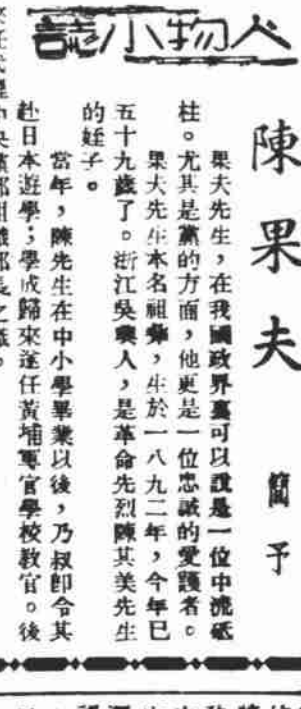 人物小誌
陳果夫
簡予
果夫先生，在我國政界裏可以說是一位中流砥
柱。尤其是黨的方面，他更是一位忠誠的愛護者。
果夫先生本名祖燾，生於一八九二年，今年已
五十九歲了。浙江吳興人，是革命先烈陳其美先生
的姪子。
當年，陳先生在中小學畢業以後，乃叔卽令其
赴日本遊學；學成歸來遂任黃埔軍官學校教官。後